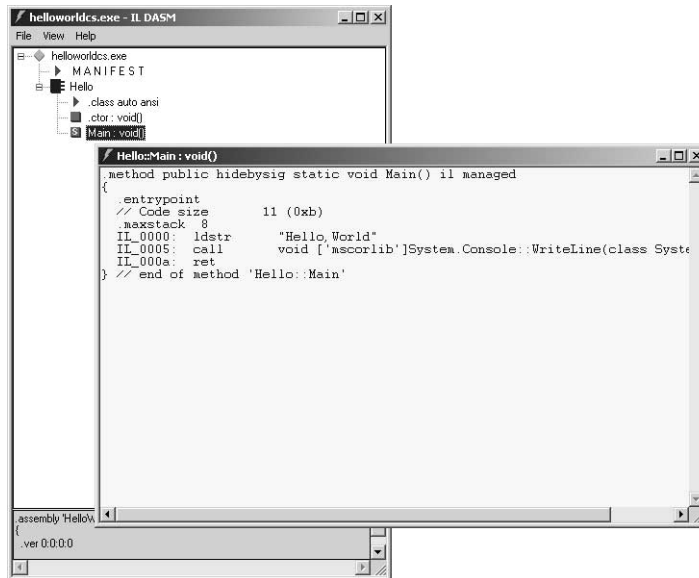 helloworldcs.exe - IL DASM
File View Help
helloworldcs.exe
MANIFEST
Hello
.class auto ansi
.ctor : void()
S Main : void()
Hello::Main : void()
.method public hidebysig static void Main() il managed
{
.entrypoint
// Code size 11 (0xb)
.maxstack 8
IL_0000: ldstr "Hello, World"
IL_0005: call void ['mscorlib']System.Console::WriteLine(class Syste
IL_000a: ret
} // end of method 'Hello::Main'
.assembly 'HelloW
{
.ver 0:0:0:0